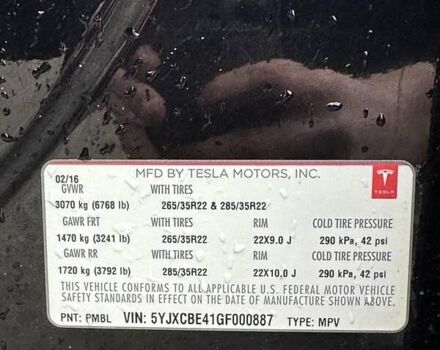 MFD BY TESLA MOTORS, INC.
02/16
GVWR WITH TIRES
3070 kg (6768 lb) 265/35R22 & 285/35R22
GAWR FRT WITH TIRES RIM COLD TIRE PRESSURE
1470 kg (3241 lb) 265/35R22 22X9.0 J 290 kPa, 42 psi
GAWR RR WITH TIRES RIM COLD TIRE PRESSURE
1720 kg (3792 lb) 285/35R22 22X10.0 J 290 kPa, 42 psi
THIS VEHICLE CONFORMS TO ALL APPLICABLE U.S. FEDERAL MOTOR VEHICLE
SAFETY STANDARDS IN EFFECT ON THE DATE OF MANUFACTURE SHOWN ABOVE.
PNT: PMBL VIN: 5YJXCBE41GF000887 TYPE: MPV
TESLA